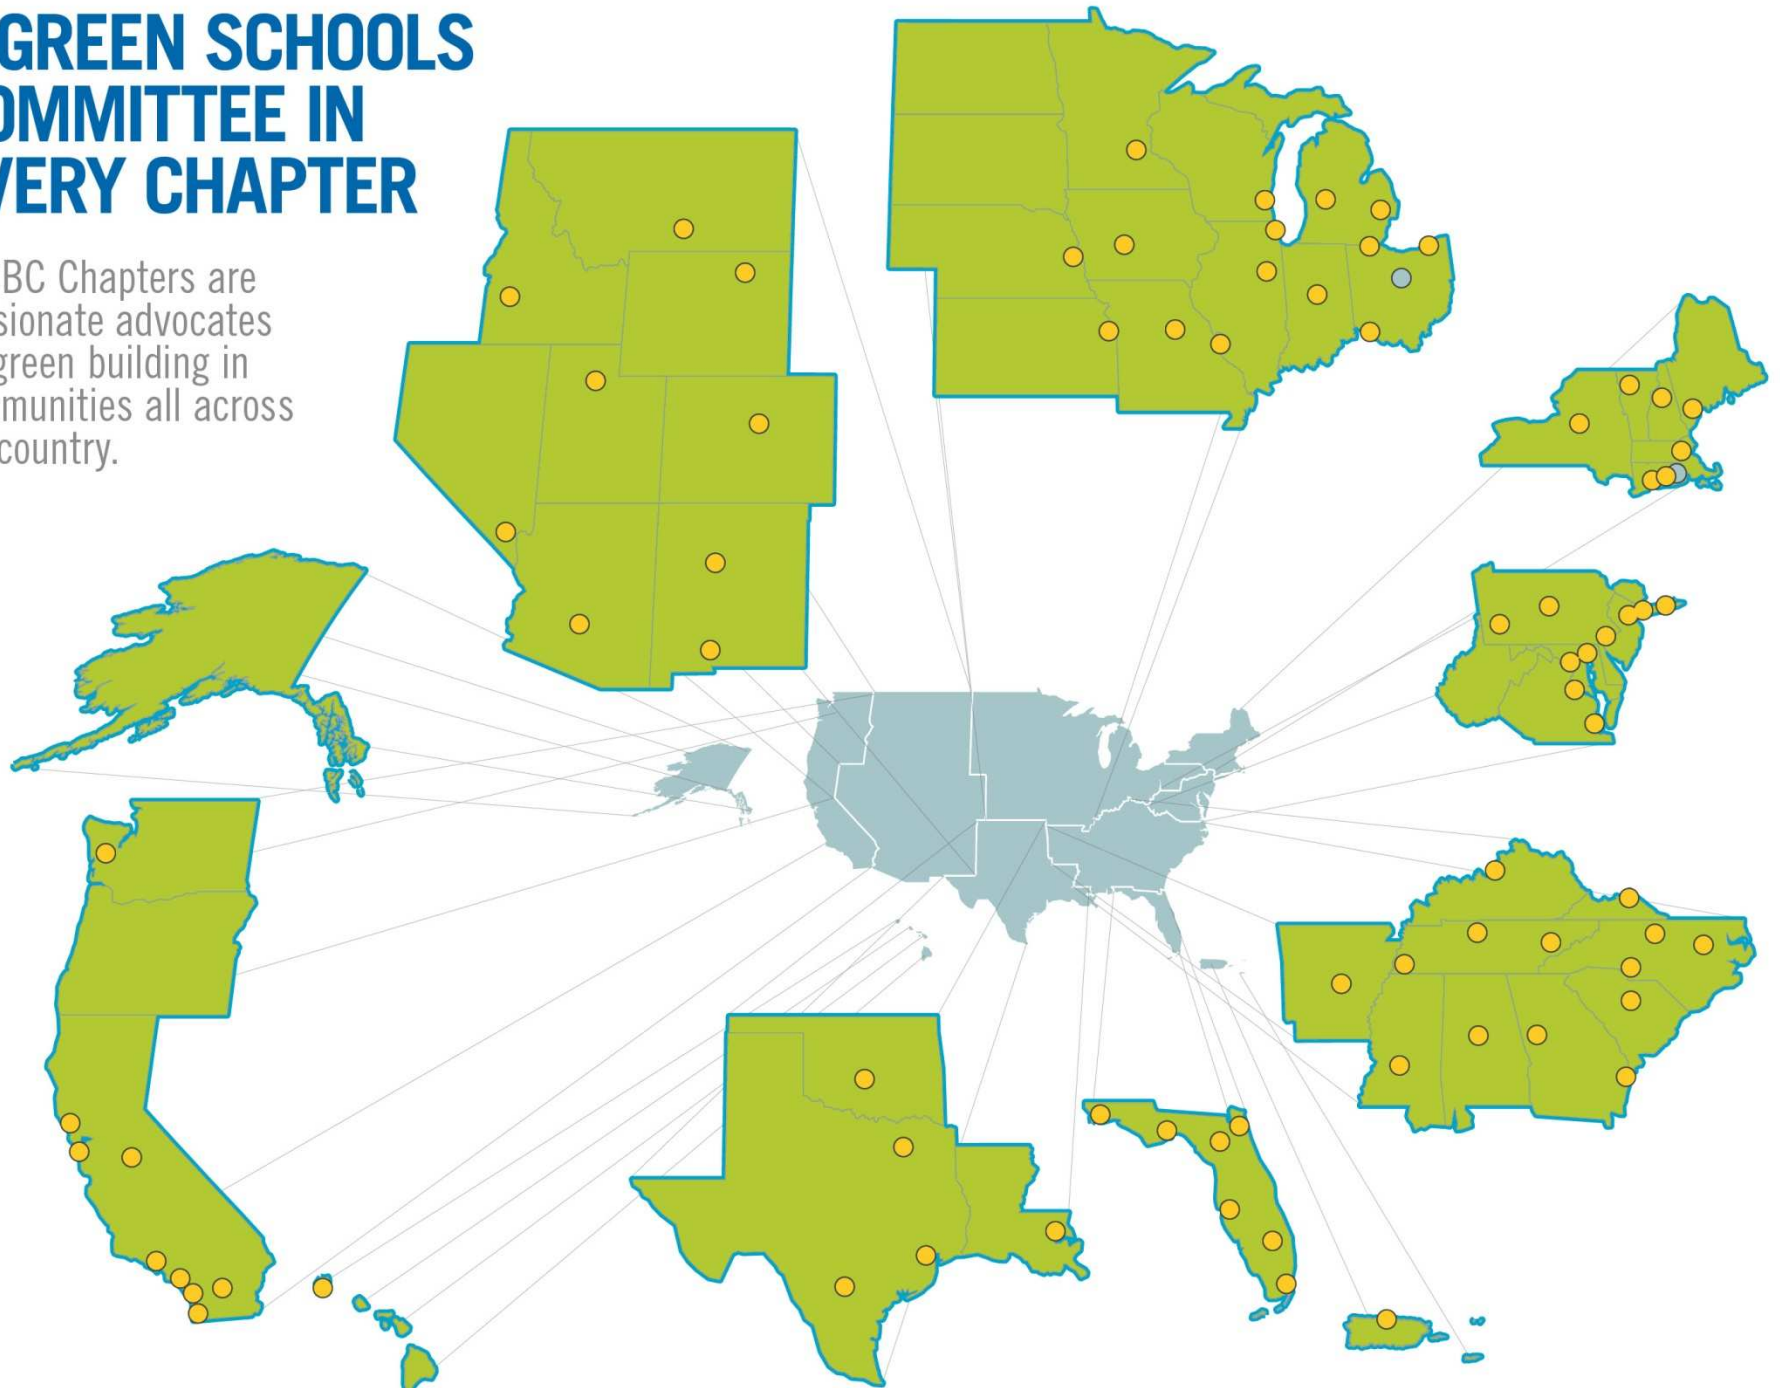 GREEN SCHOOLS
OMMITTEE IN
VERY CHAPTER
BC Chapters are
sionate advocates
green building in
munities all across
country.